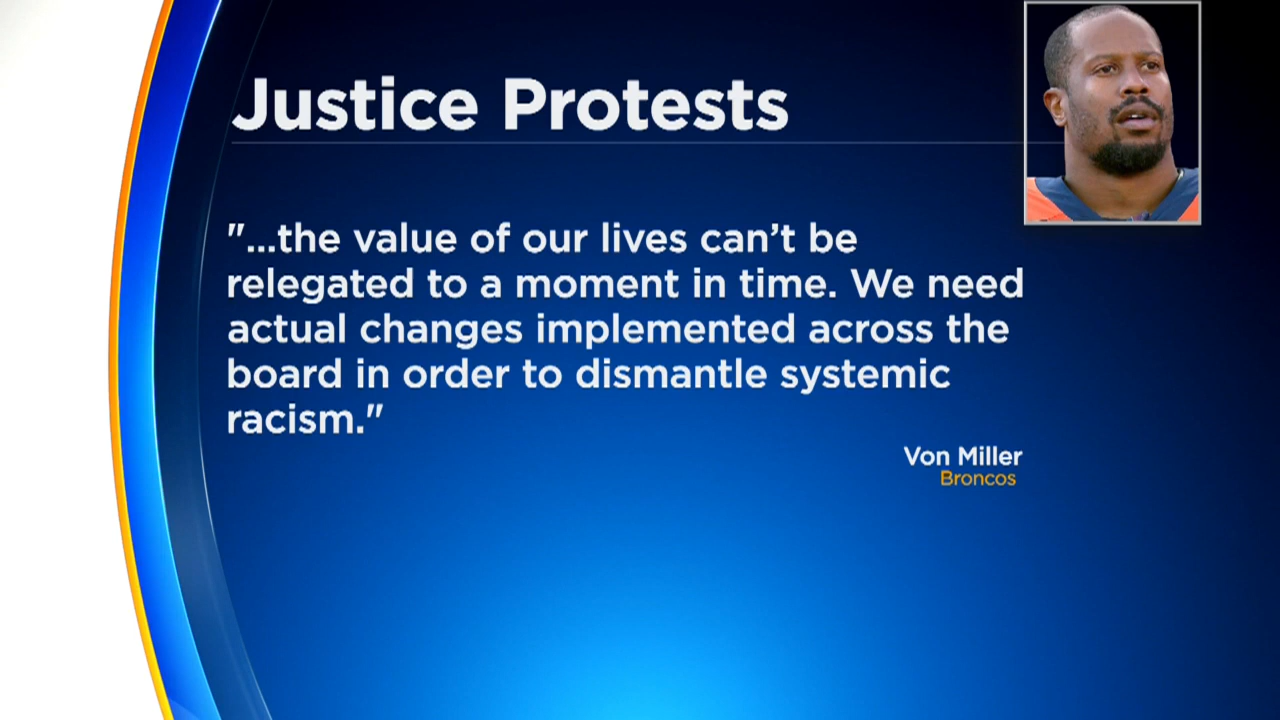 Justice Protests
"...the value of our lives can’t be
relegated to a moment in time. We need
actual changes implemented across the
board in order to dismantle systemic
racism."
Von Miller
Broncos